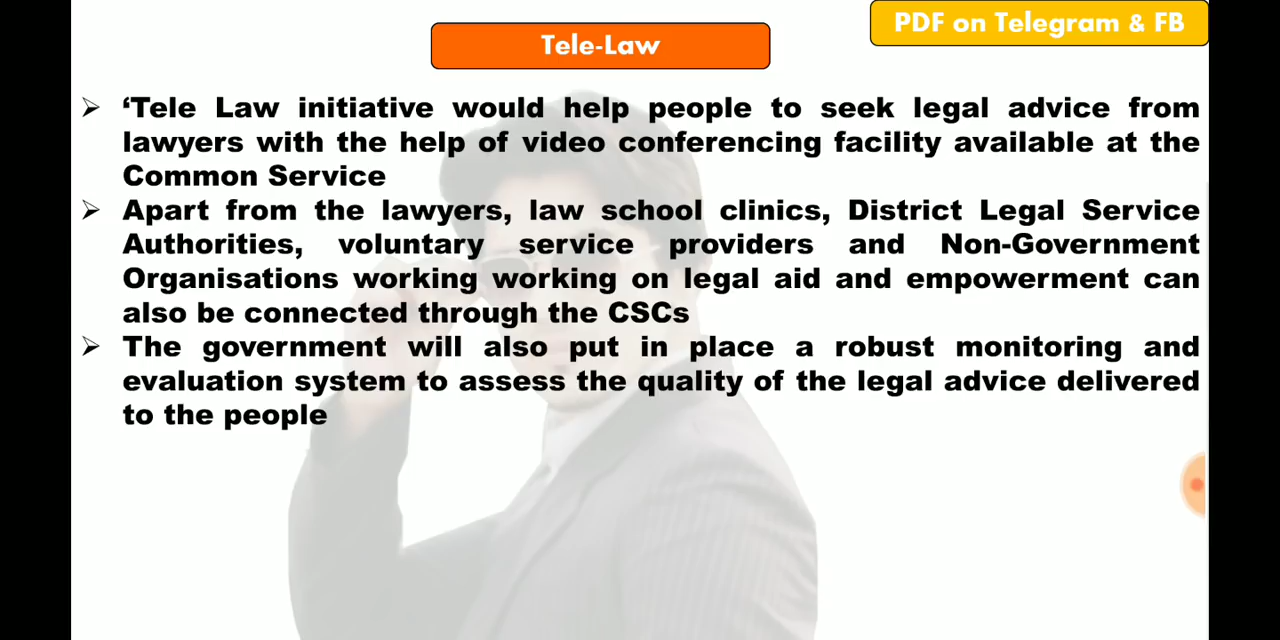 PDF on Telegram & FB
Tele-Law
‘Tele Law initiative would help people to seek legal advice from
lawyers with the help of video conferencing facility available at the
Common Service
Apart from the lawyers, law school clinics, District Legal Service
Authorities, voluntary service providers and Non-Government
Organisations working working on legal aid and empowerment can
also be connected through the CSCs
The government will also put in place a robust monitoring and
evaluation system to assess the quality of the legal advice delivered
to the people